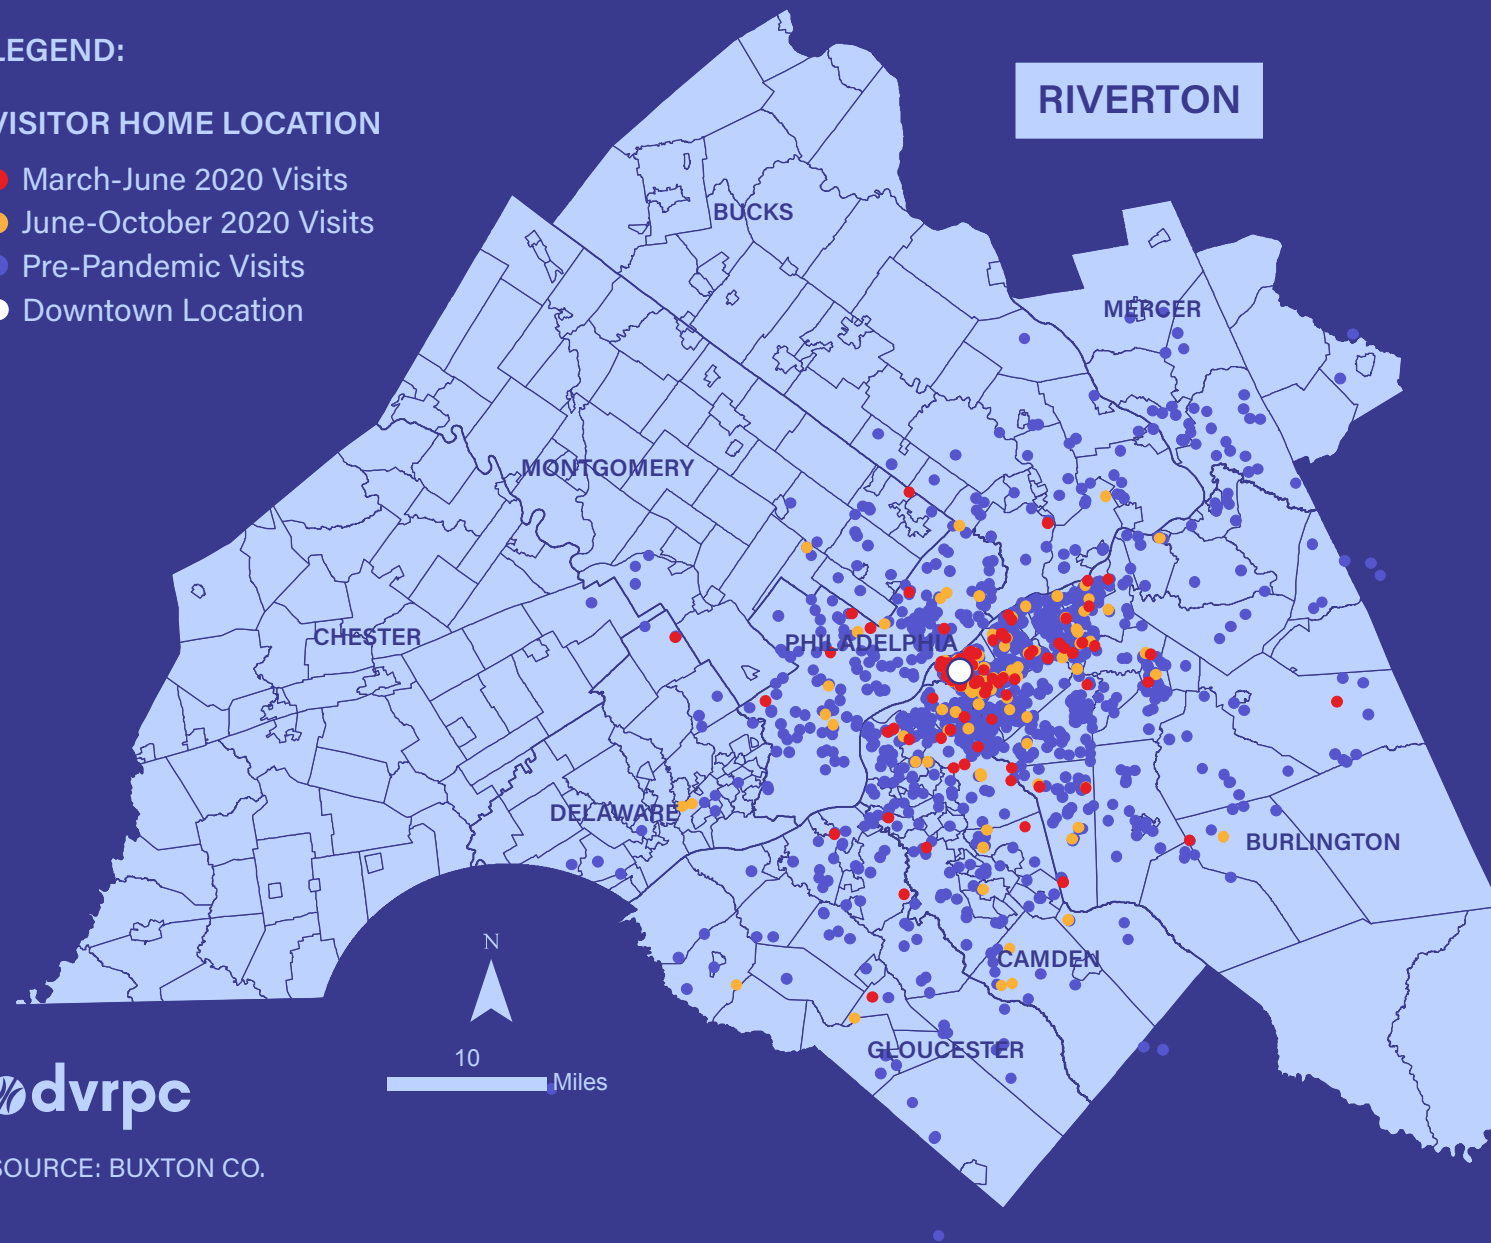 LEGEND:
VISITOR HOME LOCATION
March-June 2020 Visits
June-October 2020 Visits
Pre-Pandemic Visits
Downtown Location
RIVERTON
BUCKS
MERCER
MONTGOMERY
CHESTER
PHILADELPHIA
DELAWARE
BURLINGTON
CAMDEN
GLOUCESTER
N
10
Miles
dvrpc
SOURCE: BUXTON CO.